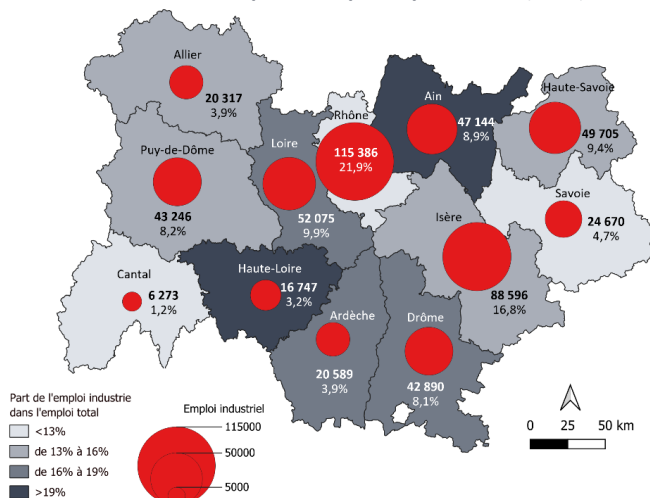 Allier
20 317
3,9%
Puy-de-Dôme
43 246
8,2%
Loire
52 075
9,9%
Rhône
115 386
21,9%
Ain
47 144
8,9%
Haute-Savoie
49 705
9,4%
Savoie
24 670
4,7%
Isère
88 596
16,8%
Cantal
6 273
1,2%
Haute-Loire
16 747
3,2%
Ardèche
20 589
3,9%
Drôme
42 890
8,1%
Part de l'emploi industrie
dans l'emploi total
<13%
de 13% à 16%
de 16% à 19%
>19%
Emploi industriel
115000
50000
5000
0 25 50 km